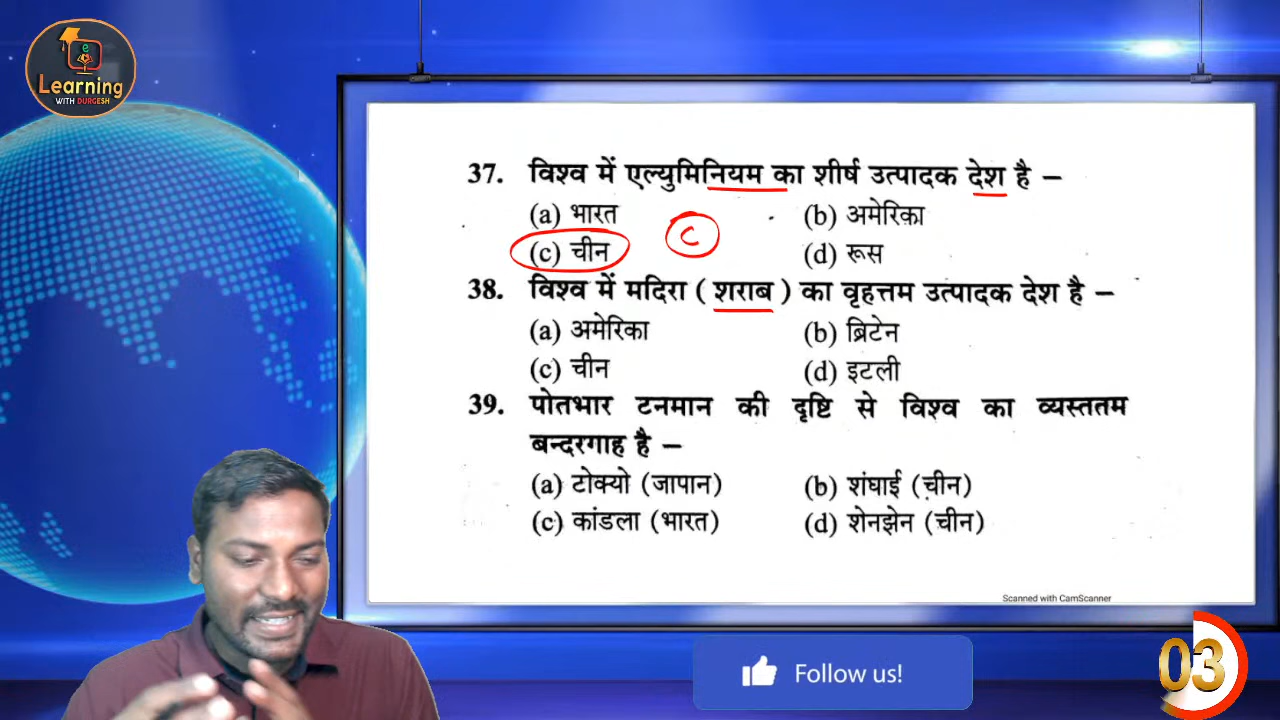 e
Learning
WITH DURGESH
37. विश्व में एल्युमिनियम का शीर्ष उत्पादक देश है –
(a) भारत (b) अमेरिका
(c) चीन (d) रूस
C
38. विश्व में मदिरा ( शराब ) का वृहत्तम उत्पादक देश है –
(a) अमेरिका (b) ब्रिटेन
(c) चीन (d) इटली
39. पोतभार टनमान की दृष्टि से विश्व का व्यस्ततम
बन्दरगाह है –
(a) टोक्यो (जापान) (b) शंघाई (चीन)
(c) कांडला (भारत) (d) शेनझेन (चीन)
Scanned with CamScanner
Follow us!
03